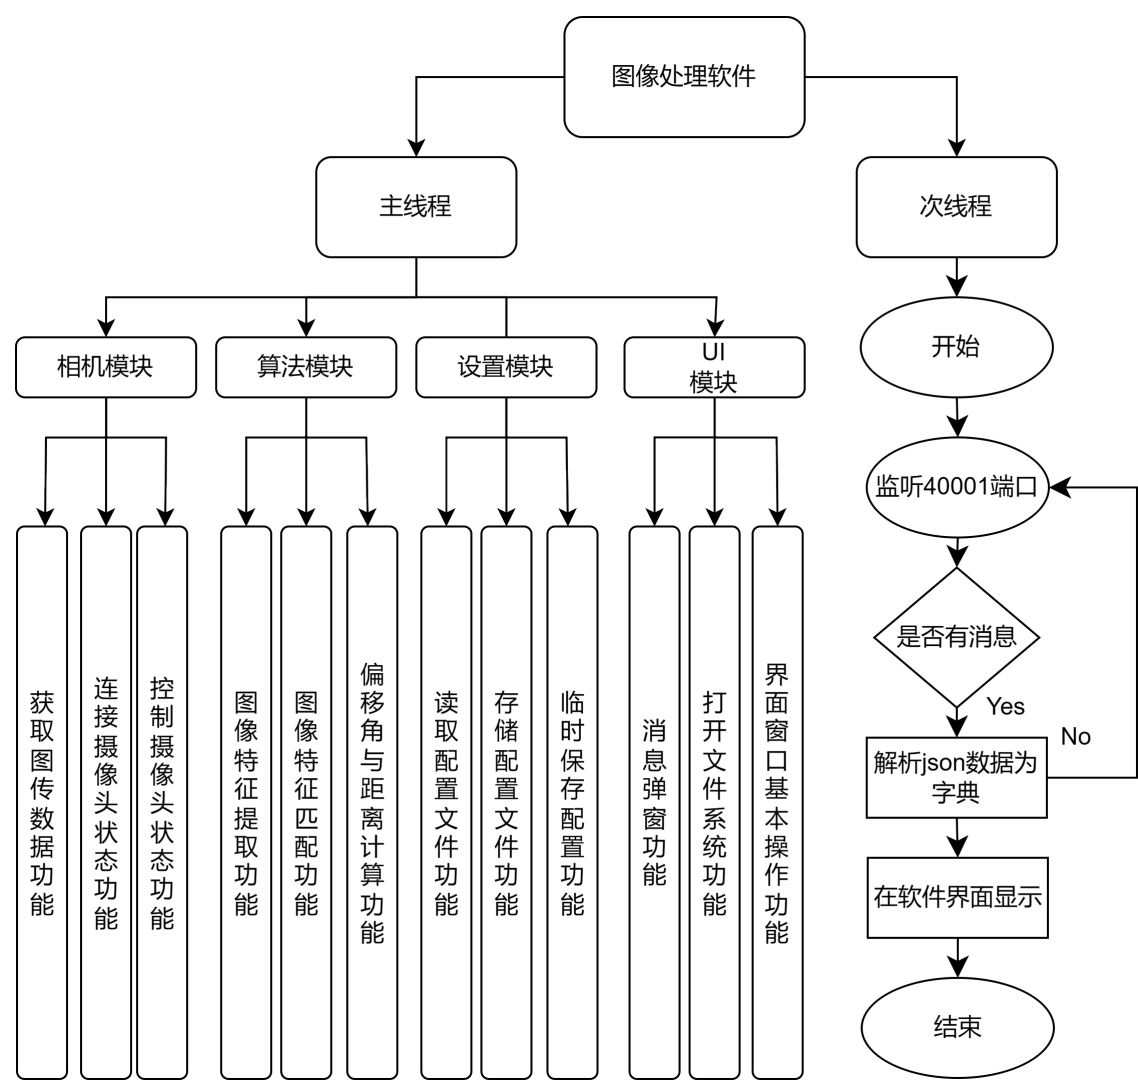 图像处理软件
主线程
次线程
开始
相机模块
算法模块
设置模块
UI
模块
监听40001端口
是否有消息
Yes
No
解析json数据为
字典
在软件界面显示
结束
获取图传数据功能
连接摄像头状态功能
控制摄像头状态功能
图像特征提取功能
图像特征匹配功能
偏移角与距离计算功能
读取配置文件功能
存储配置文件功能
临时保存配置功能
消息弹窗功能
打开文件系统功能
界面窗口基本操作功能